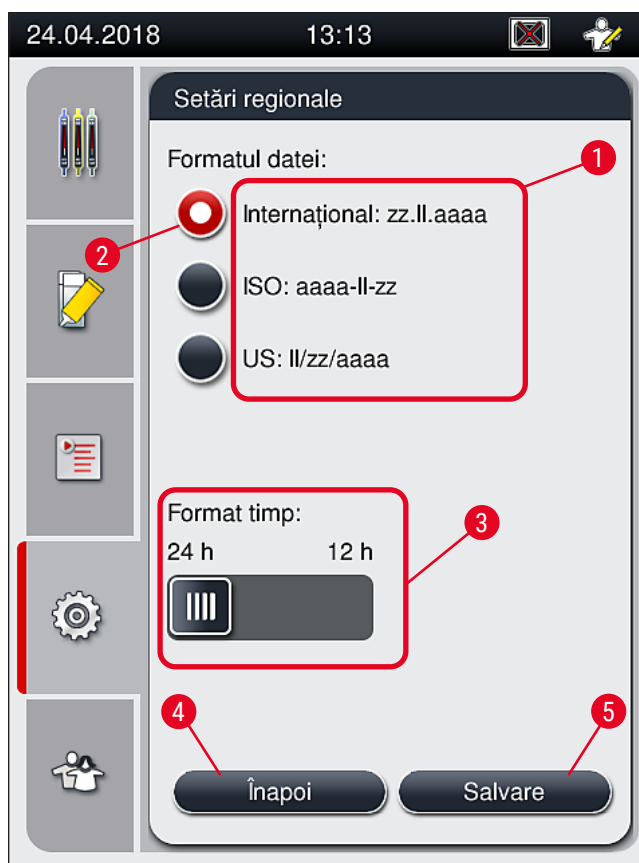 24.04.2018 13:13
Setări regionale
Formatul datei:
1
Internațional: zz.ll.aaaa
2
ISO: aaaa-ll-zz
US: ll/zz/aaaa
Format timp:
3
24 h 12 h
4
5
Înapoi Salvare